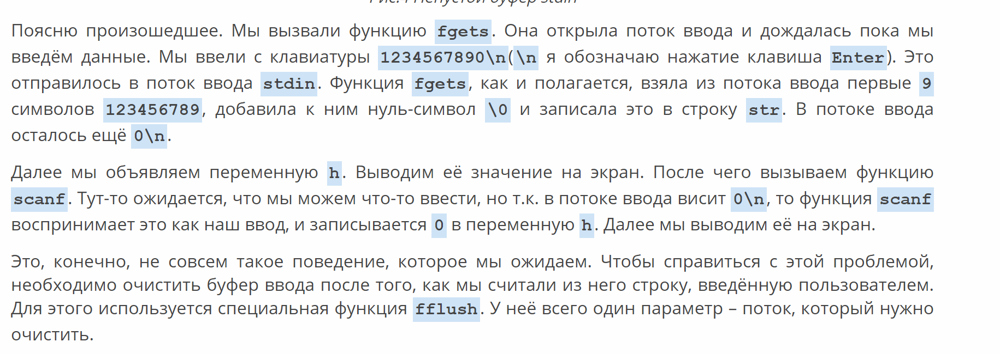 Поясню произошедшее. Мы вызвали функцию fgets. Она открыла поток ввода и дождалась пока мы
введём данные. Мы ввели с клавиатуры 1234567890\n(\n я обозначаю нажатие клавиша Enter). Это
отправилось в поток ввода stdin. Функция fgets, как и полагается, взяла из потока ввода первые 9
символов 123456789, добавила к ним нуль-символ \0 и записала это в строку str. В потоке ввода
осталось ещё 0\n.
Далее мы объявляем переменную h. Выводим её значение на экран. После чего вызываем функцию
scanf. Тут-то ожидается, что мы можем что-то ввести, но т.к. в потоке ввода висит 0\n, то функция scanf
воспринимает это как наш ввод, и записывается 0 в переменную h. Далее мы выводим её на экран.
Это, конечно, не совсем такое поведение, которое мы ожидаем. Чтобы справиться с этой проблемой,
необходимо очистить буфер ввода после того, как мы считали из него строку, введённую пользователем.
Для этого используется специальная функция fflush. У неё всего один параметр – поток, который нужно
очистить.